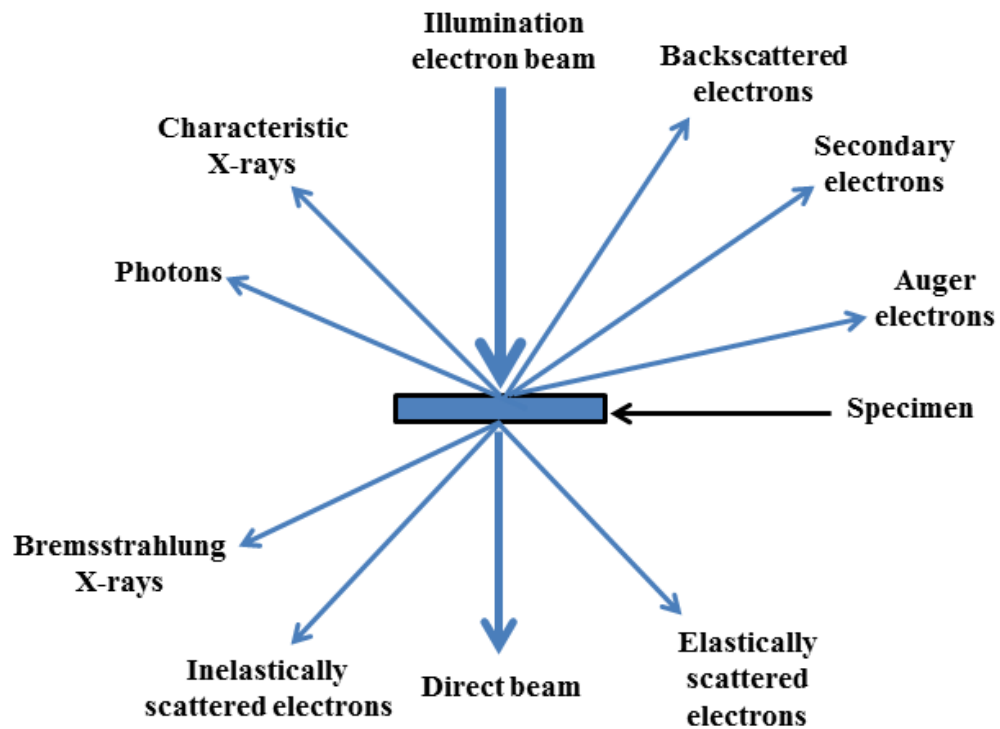 Illumination
electron beam
Backscattered
electrons
Characteristic
X-rays
Secondary
electrons
Photons
Auger
electrons
Specimen
Bremsstrahlung
X-rays
Inelastically
scattered electrons
Direct beam
Elastically
scattered
electrons